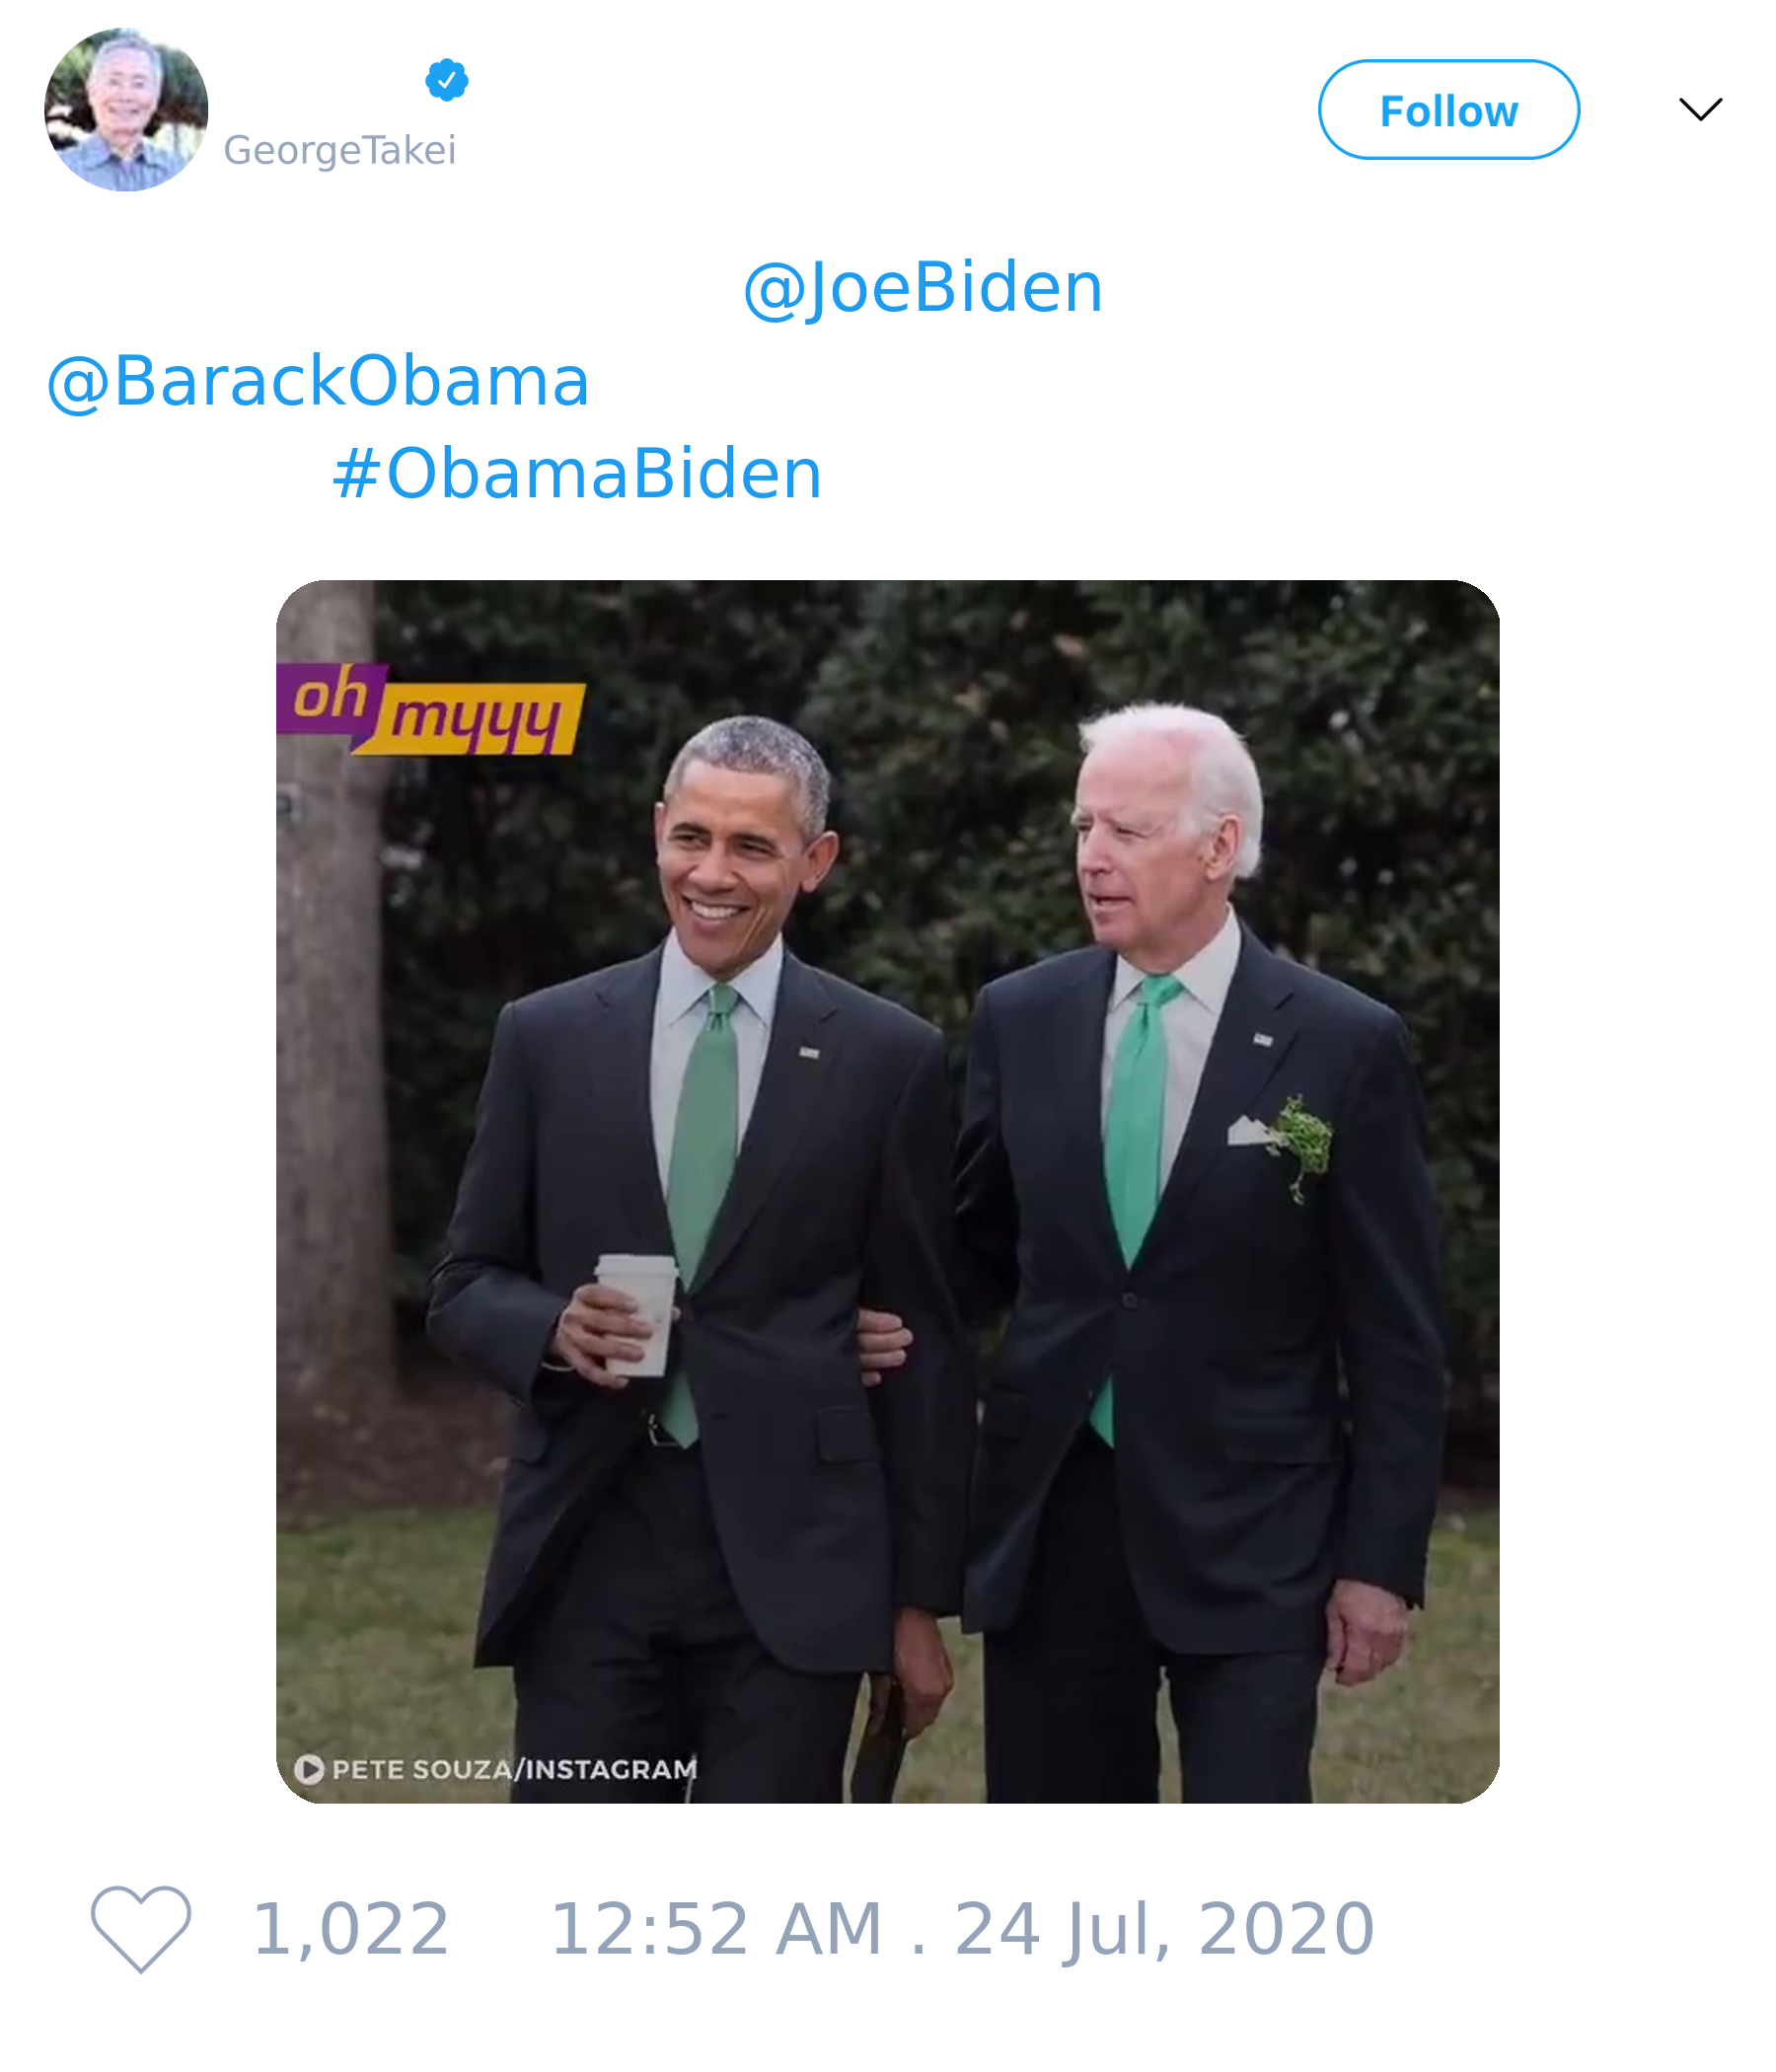 GeorgeTakei
Follow
@JoeBiden
@BarackObama
#ObamaBiden
oh
myyy
PETE SOUZA/INSTAGRAM
1,022 12:52 AM . 24 Jul, 2020